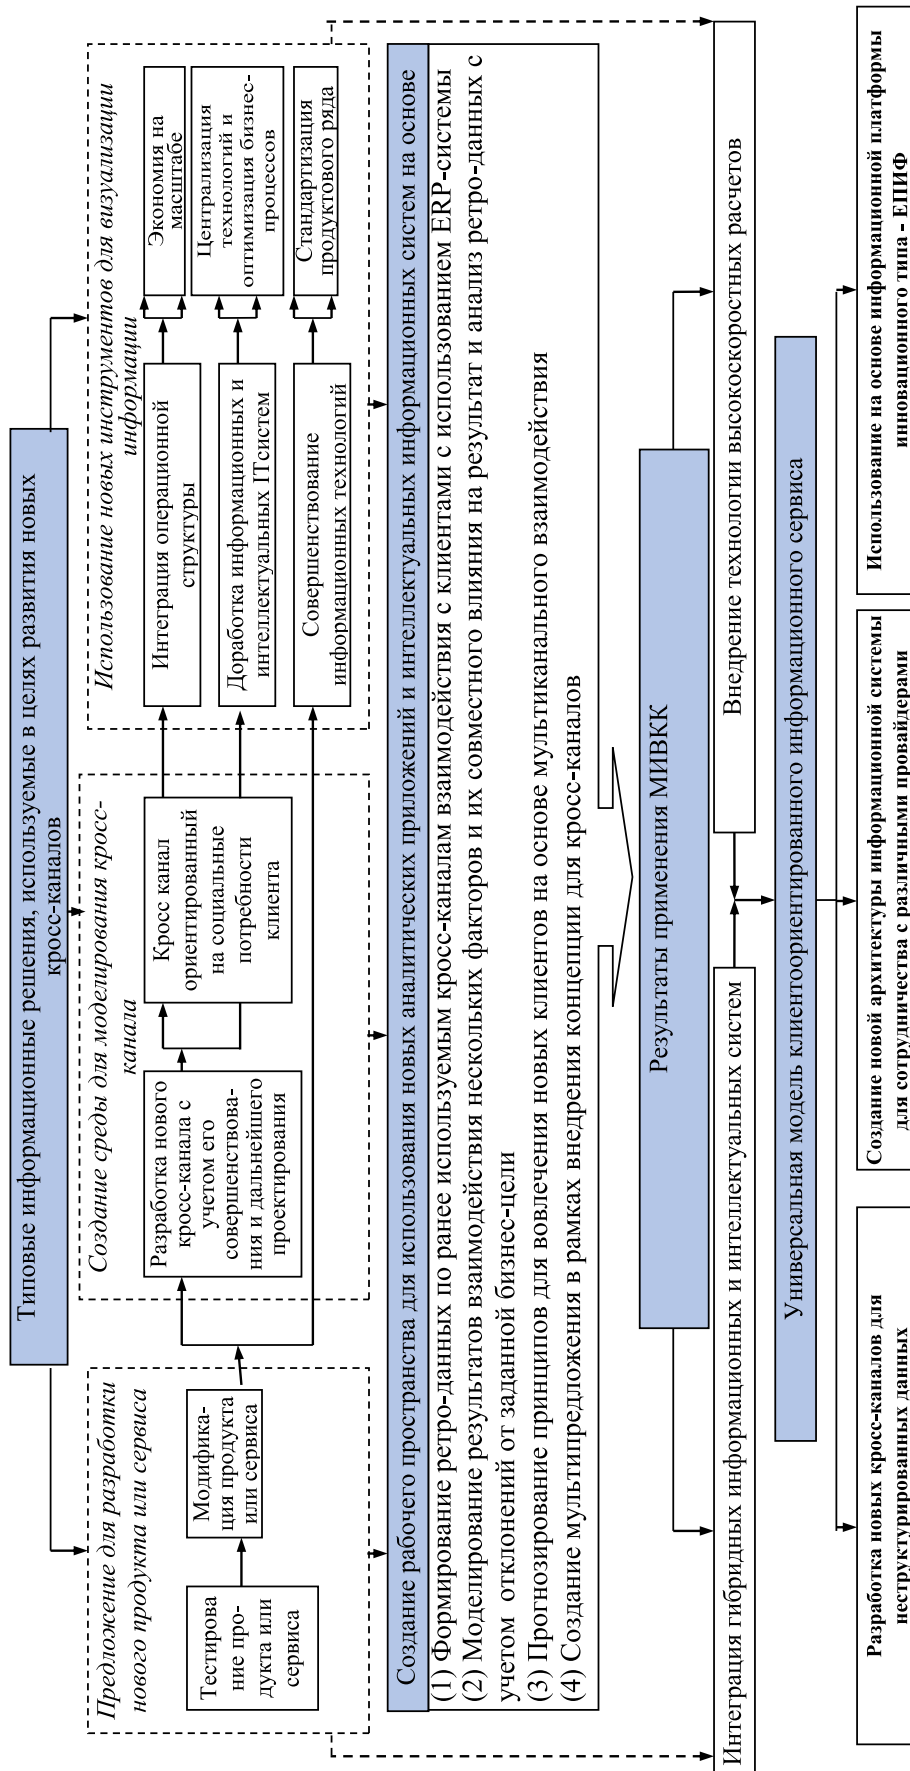 Типовые информационные решения, используемые в целях развития новых
кросс-каналов
Предложение для разработки
нового продукта или сервиса
Тестирова
ние про-
дукта или
сервиса
Модифика-
ция продукта
или сервиса
Создание среды для моделирования кросс-
канала
Разработка нового
кросс-канала с
учетом его
совершенствова-
ния и дальнейшего
проектирования
Кросс канал
ориентированный
на социальные
потребности
клиента
Использование новых инструментов для визуализации
информации
Интеграция операционной
структуры
Доработка информационных и
интеллектуальных ITсистем
Совершенствование
информационных технологий
Экономия на
масштабе
Централизация
технологий и
оптимизация бизнес-
процессов
Стандартизация
продуктового ряда
Создание рабочего пространства для использования новых аналитических приложений и интеллектуальных информационных систем на основе
(1) Формирование ретро-данных по ранее используемым кросс-каналам взаимодействия с клиентами с использованием ERP-системы
(2) Моделирование результатов взаимодействия нескольких факторов и их совместного влияния на результат и анализ ретро-данных с
учетом отклонений от заданной бизнес-цели
(3) Прогнозирование принципов для вовлечения новых клиентов на основе мультиканального взаимодействия
(4) Создание мультипредложения в рамках внедрения концепции для кросс-каналов
Результаты применения МИВКК
Интеграция гибридных информационных и интеллектуальных систем
Внедрение технологии высокоскоростных расчетов
Универсальная модель клиентоориентированного информационного сервиса
Разработка новых кросс-каналов для
неструктурированных данных
Создание новой архитектуры информационной системы
для сотрудничества с различными провайдерами
Использование на основе информационной платформы
инновационного типа - ЕПИФ